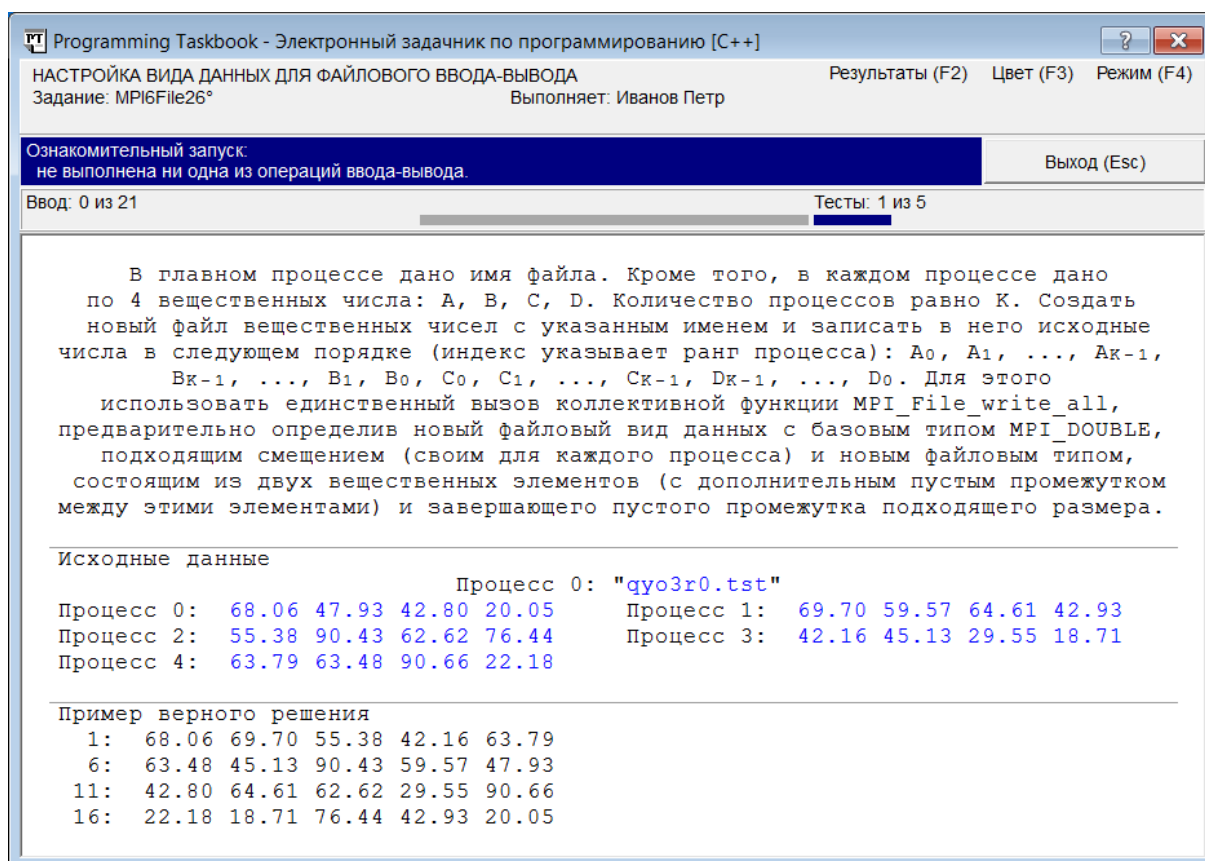 Programming Taskbook - Электронный задачник по программированию [C++]
НАСТРОЙКА ВИДА ДАННЫХ ДЛЯ ФАЙЛОВОГО ВВОДА-ВЫВОДА Результаты (F2) Цвет (F3) Режим (F4)
Задание: MPI6File26° Выполняет: Иванов Петр
Ознакомительный запуск:
не выполнена ни одна из операций ввода-вывода.
Выход (Esc)
Ввод: 0 из 21 Тесты: 1 из 5
В главном процессе дано имя файла. Кроме того, в каждом процессе дано
по 4 вещественных числа: A, B, C, D. Количество процессов равно K. Создать
новый файл вещественных чисел с указанным именем и записать в него исходные
числа в следующем порядке (индекс указывает ранг процесса): A0, A1, ..., AK-1,
BK-1, ..., B1, B0, C0, C1, ..., CK-1, DK-1, ..., D0. Для этого
использовать единственный вызов коллективной функции MPI_File_write_all,
предварительно определив новый файловый вид данных с базовым типом MPI_DOUBLE,
подходящим смещением (своим для каждого процесса) и новым файловым типом,
состоящим из двух вещественных элементов (с дополнительным пустым промежутком
между этими элементами) и завершающего пустого промежутка подходящего размера.
Исходные данные
Процесс 0: "qyo3r0.tst"
Процесс 0: 68.06 47.93 42.80 20.05 Процесс 1: 69.70 59.57 64.61 42.93
Процесс 2: 55.38 90.43 62.62 76.44 Процесс 3: 42.16 45.13 29.55 18.71
Процесс 4: 63.79 63.48 90.66 22.18
Пример верного решения
1: 68.06 69.70 55.38 42.16 63.79
6: 63.48 45.13 90.43 59.57 47.93
11: 42.80 64.61 62.62 29.55 90.66
16: 22.18 18.71 76.44 42.93 20.05